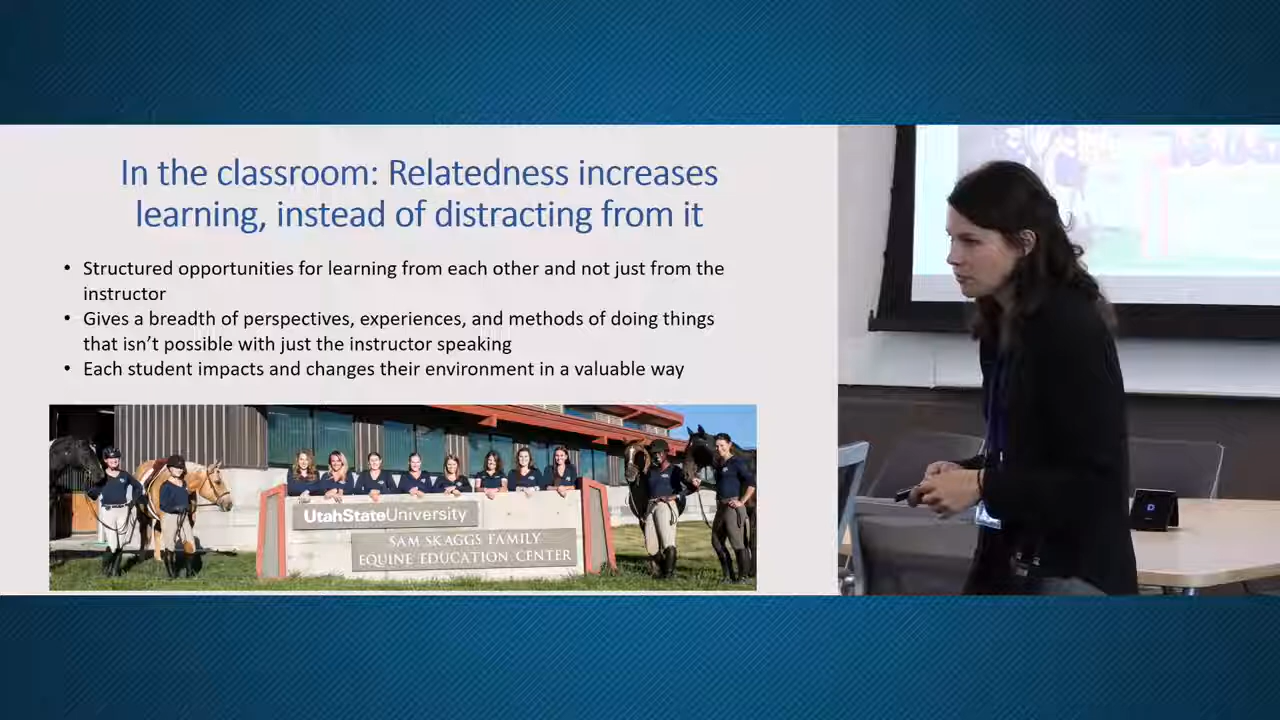 In the classroom: Relatedness increases
learning, instead of distracting from it
• Structured opportunities for learning from each other and not just from the
instructor
• Gives a breadth of perspectives, experiences, and methods of doing things
that isn't possible with just the instructor speaking
• Each student impacts and changes their environment in a valuable way
UtahStateUniversity
SAM SKAGGS FAMILY
EQUINE EDUCATION CENTER
D